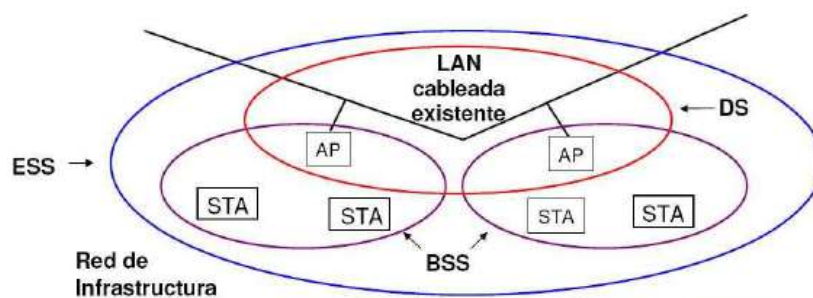 LAN
cableada
existente
DS
AP
AP
ESS
STA
STA
STA
STA
BSS
Red de
Infrastructura